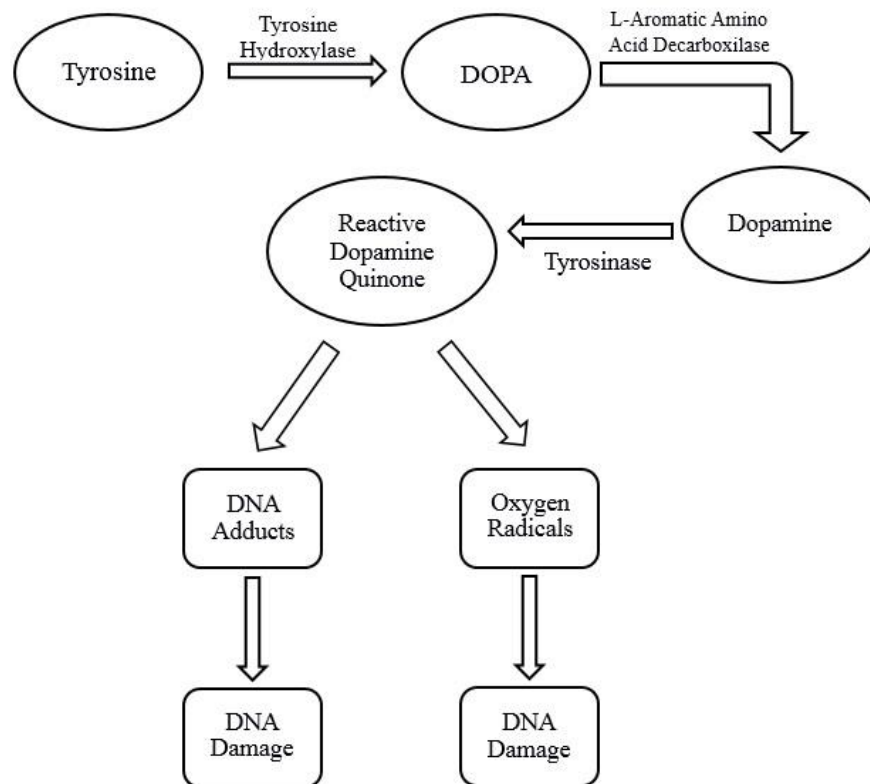 Tyrosine
Tyrosine
Hydroxylase
DOPA
L-Aromatic Amino
Acid Decarboxilase
Dopamine
Tyrosinase
Reactive
Dopamine
Quinone
DNA
Adducts
Oxygen
Radicals
DNA
Damage
DNA
Damage